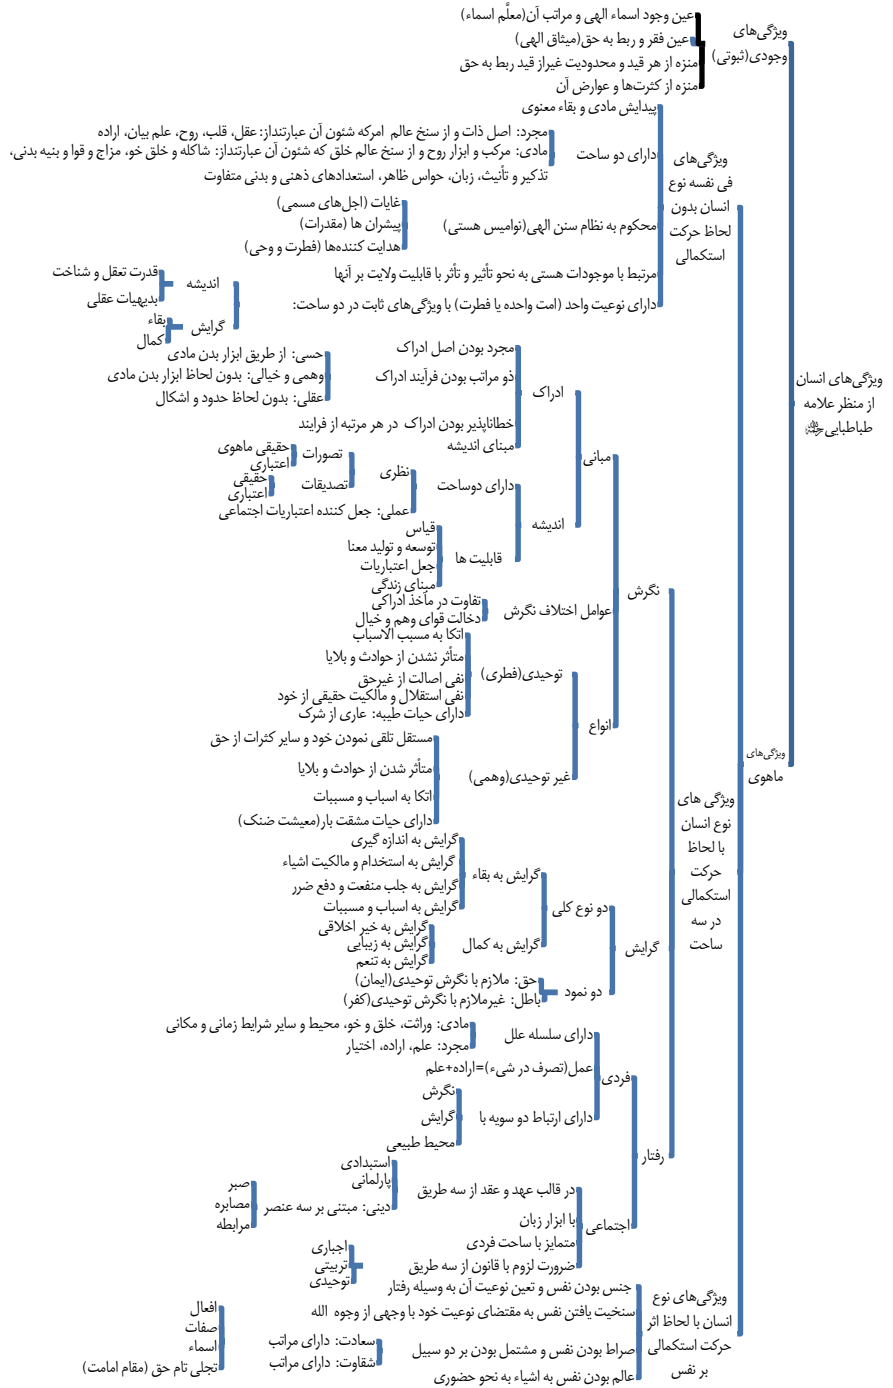 ویژگی‌های انسان
از منظر علامه
طباطبایی
ویژگی‌های
وجودی(ثبوتی)
عین وجود اسماء الهی و مراتب آن(معلَّم اسماء)
عین فقر و ربط به حق(میثاق الهی)
منزه از هر قید و محدودیت غیراز قید ربط به حق
منزه از کثرت‌ها و عوارض آن
ویژگی‌های
ماهوی
ویژگی‌های
فی نفسه نوع
انسان بدون
لحاظ حرکت
استکمالی
پیدایش مادی و بقاء معنوی
دارای دو ساحت
مجرد: اصل ذات و از سنخ عالم امرکه شئون آن عبارتنداز: عقل، قلب، روح، علم بیان، اراده
مادی: مرکب و ابزار روح و از سنخ عالم خلق که شئون آن عبارتنداز: شاکله و خلق خو، مزاج و قوا و بنیه بدنی،
تذکیر و تأنیث، زبان، حواس ظاهر، استعدادهای ذهنی و بدنی متفاوت
محکوم به نظام سنن الهی(نوامیس هستی)
غایات (اجل‌های مسمی)
پیشران ها (مقدرات)
هدایت کننده‌ها (فطرت و وحی)
مرتبط با موجودات هستی به نحو تأثیر و تأثر با قابلیت ولایت بر آنها
دارای نوعیت واحد (امت واحده یا فطرت) با ویژگی‌های ثابت در دو ساحت:
اندیشه
قدرت تعقل و شناخت
بدیهیات عقلی
گرایش
بقاء
کمال
ویژگی های
نوع انسان
با لحاظ
حرکت
استکمالی
در سه
ساحت
نگرش
مبانی
ادراک
مجرد بودن اصل ادراک
ذو مراتب بودن فرآیند ادراک
حسی: از طریق ابزار بدن مادی
وهمی و خیالی: بدون لحاظ ابزار بدن مادی
عقلی: بدون لحاظ حدود و اشکال
خطاناپذیر بودن ادراک در هر مرتبه از فرایند
مبنای اندیشه
اندیشه
دارای دوساحت
نظری
تصورات
حقیقی ماهوی
اعتباری
تصدیقات
حقیقی
اعتباری
عملی: جعل کننده اعتباریات اجتماعی
قابلیت ها
قیاس
توسعه و تولید معنا
جعل اعتباریات
مبنای زندگی
عوامل اختلاف نگرش
تفاوت در مآخذ ادراکی
دخالت قوای وهم و خیال
انواع
توحیدی(فطری)
اتکا به مسبب الاسباب
متأثر نشدن از حوادث و بلایا
نفی اصالت از غیرحق
نفی استقلال و مالکیت حقیقی از خود
دارای حیات طیبه: عاری از شرک
غیر توحیدی(وهمی)
مستقل تلقی نمودن خود و سایر کثرات از حق
متأثر شدن از حوادث و بلایا
اتکا به اسباب و مسببات
دارای حیات مشقت بار(معیشت ضنک)
گرایش
دو نوع کلی
گرایش به بقاء
گرایش به اندازه گیری
گرایش به استخدام و مالکیت اشیاء
گرایش به جلب منفعت و دفع ضرر
گرایش به اسباب و مسببات
گرایش به کمال
گرایش به خیر اخلاقی
گرایش به زیبایی
گرایش به تنعم
دو نمود
حق: ملازم با نگرش توحیدی(ایمان)
باطل: غیرملازم با نگرش توحیدی(کفر)
رفتار
فردی
دارای سلسله علل
مادی: وراثت، خلق و خو، محیط و سایر شرایط زمانی و مکانی
مجرد: علم، اراده، اختیار
عمل(تصرف در شیء)=اراده+علم
دارای ارتباط دو سویه با
نگرش
گرایش
محیط طبیعی
اجتماعی
در قالب عهد و عقد از سه طریق
استبدادی
پارلمانی
دینی: مبتنی بر سه عنصر
صبر
مصابره
مرابطه
با ابزار زبان
متمایز با ساحت فردی
ضرورت لزوم با قانون از سه طریق
اجباری
تربیتی
توحیدی
ویژگی‌های نوع
انسان با لحاظ اثر
حرکت استکمالی
بر نفس
جنس بودن نفس و تعین نوعیت آن به وسیله رفتار
سنخیت یافتن نفس به مقتضای نوعیت خود با وجهی از وجوه الله
افعال
صفات
اسماء
تجلی تام حق (مقام امامت)
صراط بودن نفس و مشتمل بودن بر دو سبیل
سعادت: دارای مراتب
شقاوت: دارای مراتب
عالم بودن نفس به اشیاء به نحو حضوری